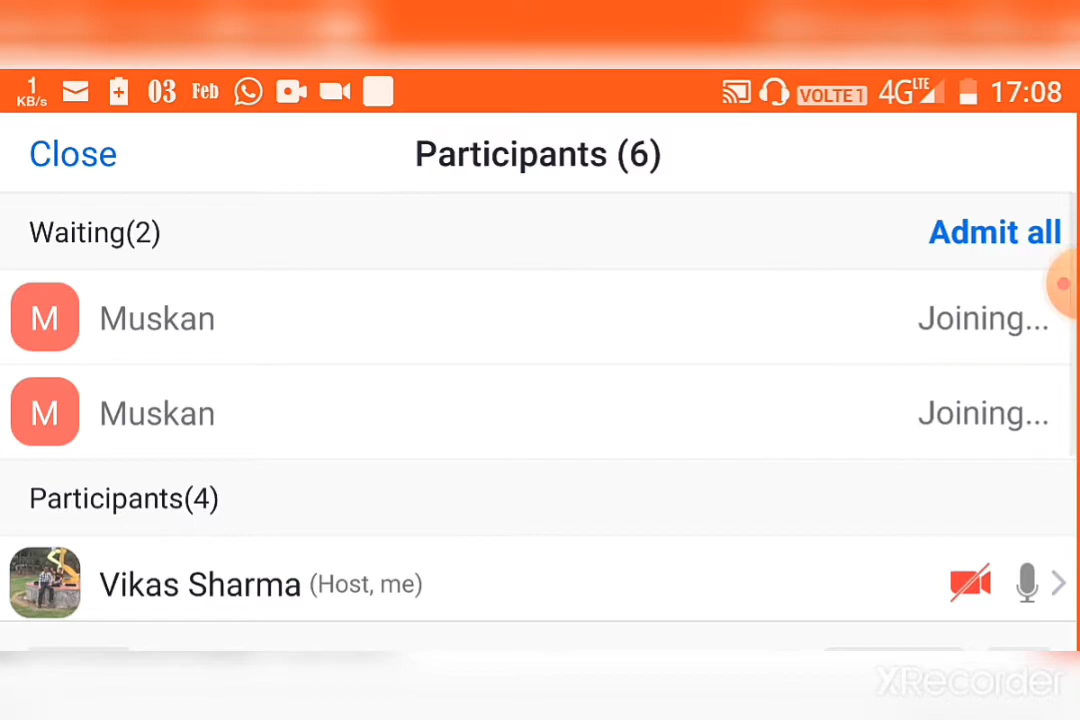 1 KB/s 03 Feb VOLTE 1 4G LTE 17:08
Close Participants (6)
Waiting(2) Admit all
M Muskan Joining...
M Muskan Joining...
Participants(4)
Vikas Sharma (Host, me)
XRecorder